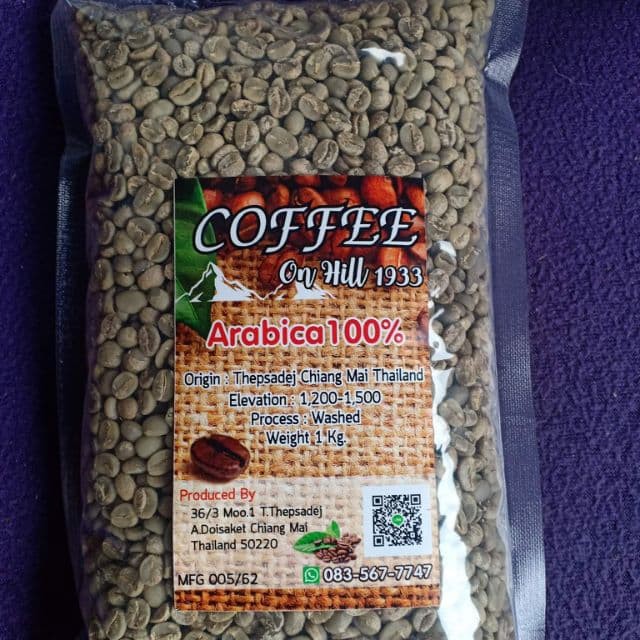 COFFEE
On Hill 1933
Arabica100%
Origin : Thepsadej Chiang Mai Thailand
Elevation : 1,200-1,500
Process : Washed
Weight 1 Kg.
Produced By
36/3 Moo.1 T.Thepsadej
A.Doisaket Chiang Mai
Thailand 50220
MFG 005/62
083-567-7747